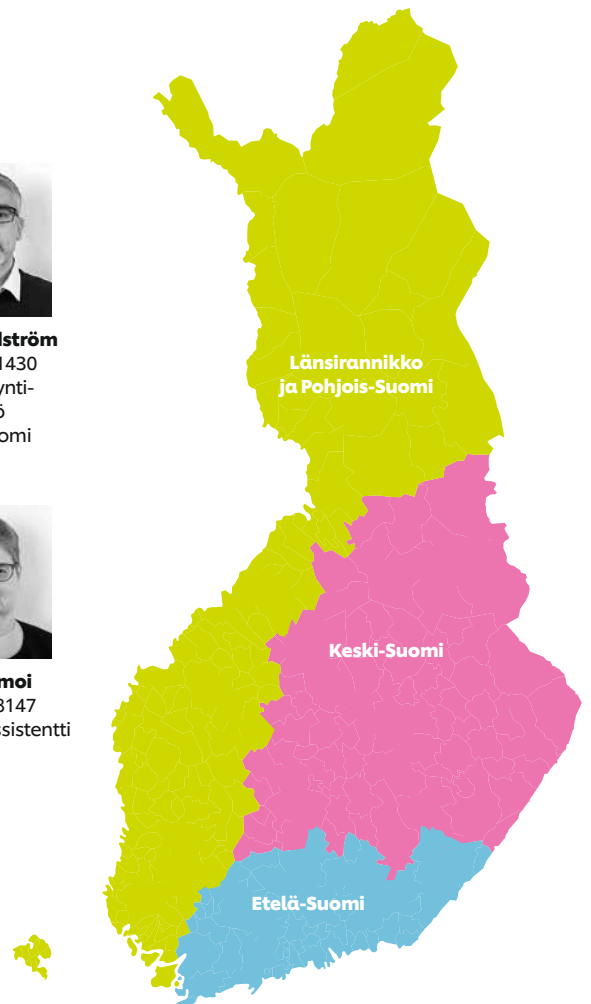 lström
1430
ynti-
ö
omi
moi
3147
ssistentti
Länsirannikko
ja Pohjois-Suomi
Keski-Suomi
Etelä-Suomi